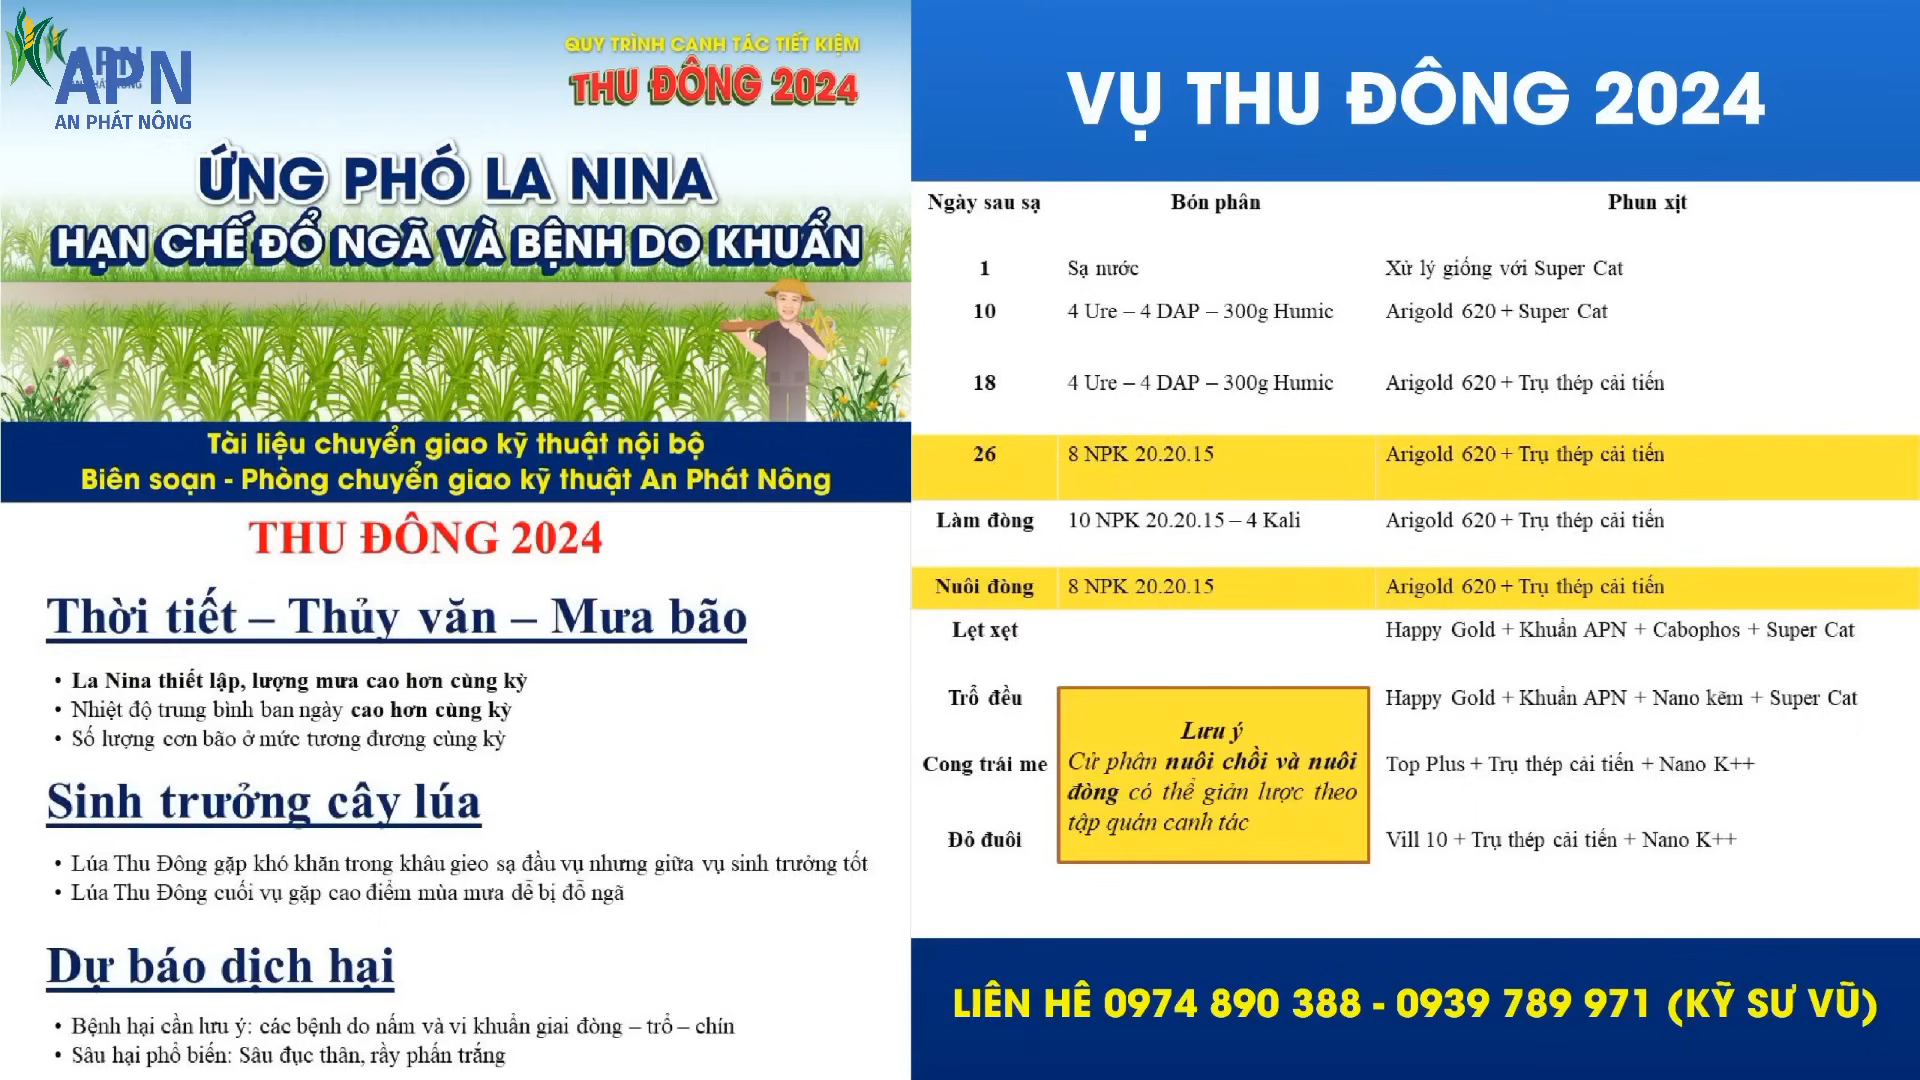 APN
AN PHÁT NÔNG
QUY TRÌNH CANH TÁC TIẾT KIỆM
THU ĐÔNG 2024
ỨNG PHÓ LA NINA
HẠN CHẾ ĐỔ NGÃ VÀ BỆNH DO KHUẨN
Tài liệu chuyển giao kỹ thuật nội bộ
Biên soạn - Phòng chuyển giao kỹ thuật An Phát Nông
THU ĐÔNG 2024
Thời tiết – Thủy văn – Mưa bão
• La Nina thiết lập, lượng mưa cao hơn cùng kỳ
• Nhiệt độ trung bình ban ngày cao hơn cùng kỳ
• Số lượng cơn bão ở mức tương đương cùng kỳ
Sinh trưởng cây lúa
• Lúa Thu Đông gặp khó khăn trong khâu gieo sạ đầu vụ nhưng giữa vụ sinh trưởng tốt
• Lúa Thu Đông cuối vụ gặp cao điểm mùa mưa dễ bị đỗ ngã
Dự báo dịch hại
• Bệnh hại cần lưu ý: các bệnh do nấm và vi khuẩn giai đòng – trổ – chín
• Sâu hại phổ biến: Sâu đục thân, rầy phấn trắng
VỤ THU ĐÔNG 2024
Ngày sau sạ Bón phân Phun xịt
1 Sạ nước Xử lý giống với Super Cat
10 4 Ure – 4 DAP – 300g Humic Arigold 620 + Super Cat
18 4 Ure – 4 DAP – 300g Humic Arigold 620 + Trụ thép cải tiến
26 8 NPK 20.20.15 Arigold 620 + Trụ thép cải tiến
Làm đòng 10 NPK 20.20.15 – 4 Kali Arigold 620 + Trụ thép cải tiến
Nuôi đòng 8 NPK 20.20.15 Arigold 620 + Trụ thép cải tiến
Lẹt xẹt Happy Gold + Khuẩn APN + Cabophos + Super Cat
Trổ đều Happy Gold + Khuẩn APN + Nano kẽm + Super Cat
Cong trái me Top Plus + Trụ thép cải tiến + Nano K++
Đỏ đuôi Vill 10 + Trụ thép cải tiến + Nano K++
Lưu ý
Cử phân nuôi chồi và nuôi
đòng có thể giản lược theo
tập quán canh tác
LIÊN HÊ 0974 890 388 - 0939 789 971 (KỸ SƯ VŨ)